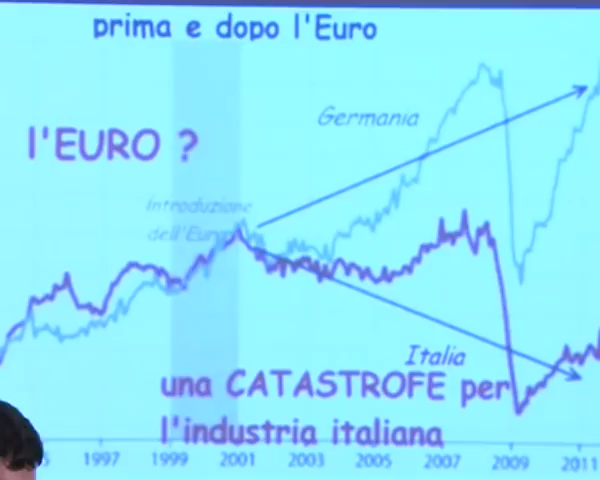 prima e dopo l'Euro
l'EURO ?
Germania
Introduzione
dell'Euro
Italia
una CATASTROFE per
l'industria italiana
1997 1999 2001 2003 2005 2007 2009 2011